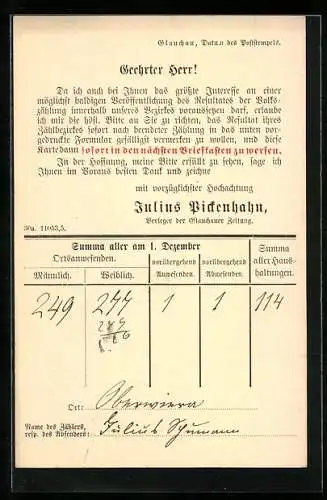 Glauchau, Datum des Poststempels.
Geehrter Herr!
Da ich auch bei Ihnen das größte Interesse an einer
möglichst baldigen Veröffentlichung des Resultates der Volks-
zählung innerhalb unseres Bezirkes voraussetzen darf, erlaube
ich mir die höfl. Bitte an Sie zu richten, das Resultat ihres
Zählbezirkes sofort nach beendeter Zählung in das unten vor-
gedruckte Formular gefälligst vermerken zu wollen, und diese
Karte dann sofort in den nächsten Briefkasten zu werfen.
In der Hoffnung, meine Bitte erfüllt zu sehen, sage ich
Ihnen im Voraus besten Dank und zeichne
mit vorzüglichster Hochachtung
Julius Pickenhahn,
Verleger der Glauchauer Zeitung.
Summa aller am 1. Dezember
Ortsanwesenden.
Männlich. Weiblich. vorübergehend Anwesenden. vorübergehend Abwesenden. Summa aller Haus-
haltungen.
249 277 1 1 114
Ort: Oberwiera
Name des Zählers, resp. des Absenders: Julius Schumann